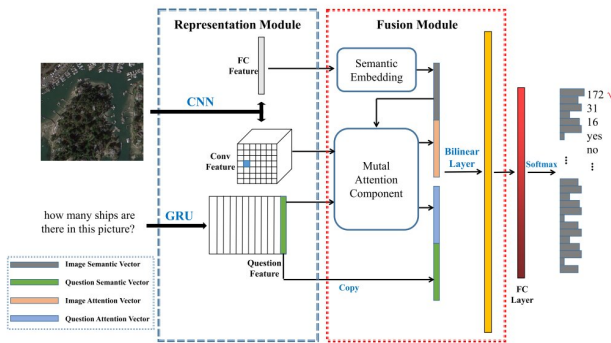 Representation Module
Fusion Module
FC
Feature
Semantic
Embedding
CNN
Conv
Feature
Mutal
Attention
Component
Bilinear
Layer
Softmax
172
31
16
yes
no
...
...
how many ships are
there in this picture?
GRU
Question
Feature
Copy
FC
Layer
Image Semantic Vector
Question Semantic Vector
Image Attention Vector
Question Attention Vector